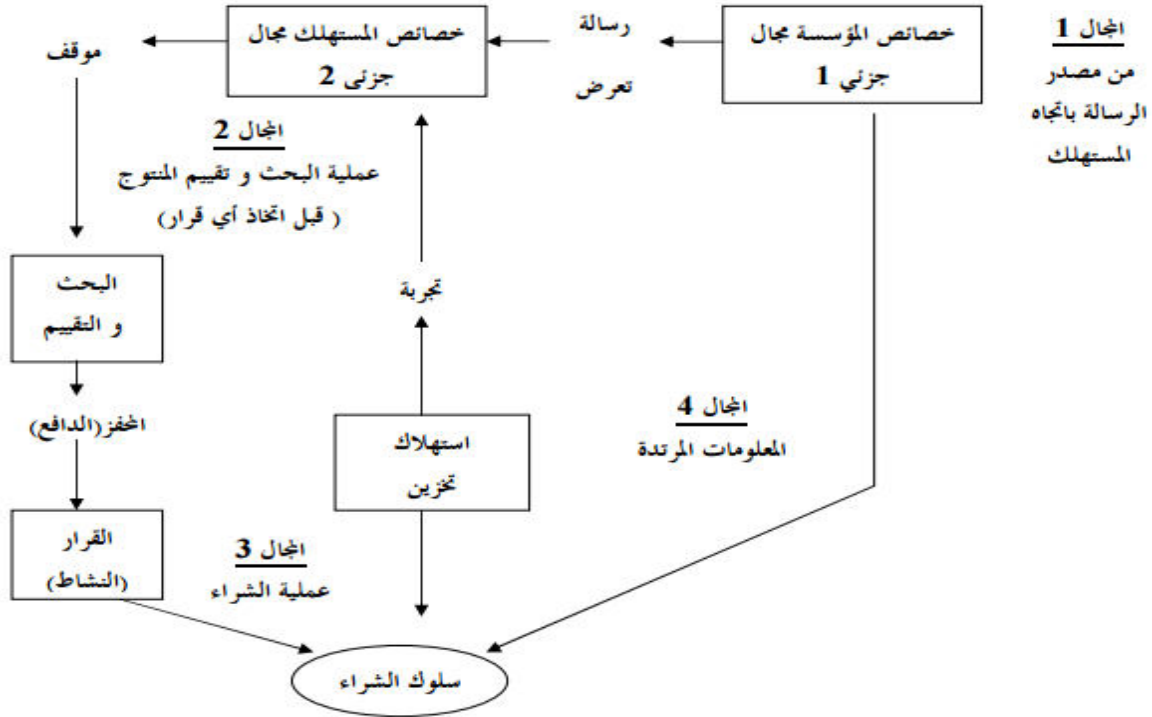 المجال 1
من مصدر
الرسالة باتجاه
المستهلك
خصائص المؤسسة مجال
جزئي 1
رسالة
تعرض
خصائص المستهلك مجال
جزئى 2
موقف
المجال 2
عملية البحث و تقييم المنتوج
( قبل اتخاذ أي قرار)
البحث
و التقييم
تجربة
المحفز(الدافع)
استهلاك
تخزين
المجال 4
المعلومات المرتدة
القرار
(النشاط)
المجال 3
عملية الشراء
سلوك الشراء